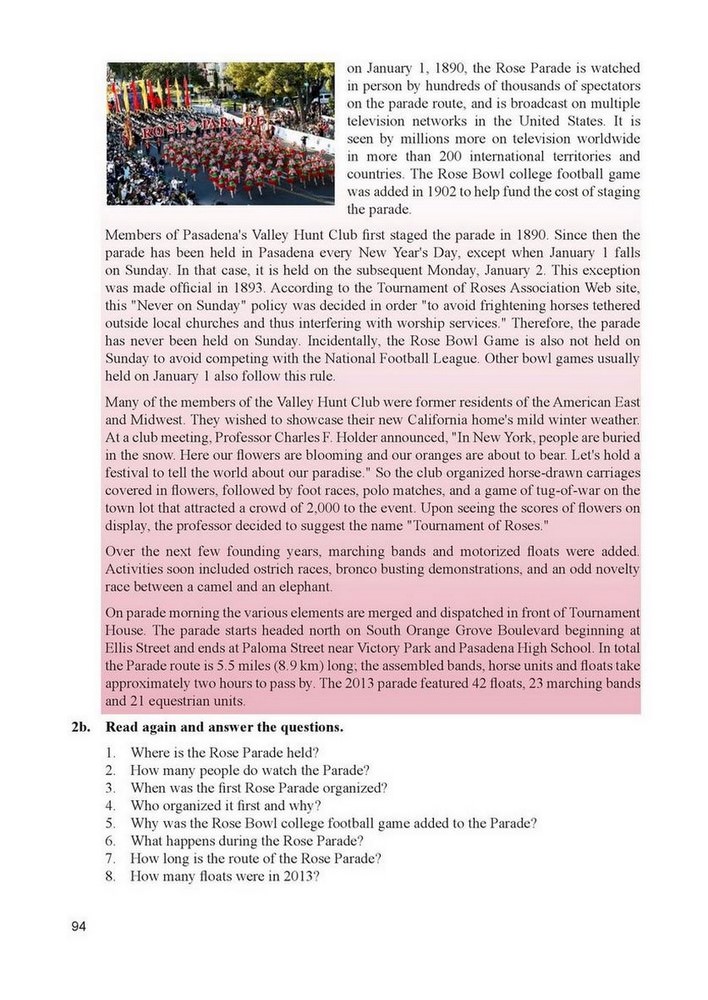 ROSE PARADE
on January 1, 1890, the Rose Parade is watched
in person by hundreds of thousands of spectators
on the parade route, and is broadcast on multiple
television networks in the United States. It is
seen by millions more on television worldwide
in more than 200 international territories and
countries. The Rose Bowl college football game
was added in 1902 to help fund the cost of staging
the parade.
Members of Pasadena's Valley Hunt Club first staged the parade in 1890. Since then the
parade has been held in Pasadena every New Year's Day, except when January 1 falls
on Sunday. In that case, it is held on the subsequent Monday, January 2. This exception
was made official in 1893. According to the Tournament of Roses Association Web site,
this "Never on Sunday" policy was decided in order "to avoid frightening horses tethered
outside local churches and thus interfering with worship services." Therefore, the parade
has never been held on Sunday. Incidentally, the Rose Bowl Game is also not held on
Sunday to avoid competing with the National Football League. Other bowl games usually
held on January 1 also follow this rule.
Many of the members of the Valley Hunt Club were former residents of the American East
and Midwest. They wished to showcase their new California home's mild winter weather.
At a club meeting, Professor Charles F. Holder announced, "In New York, people are buried
in the snow. Here our flowers are blooming and our oranges are about to bear. Let's hold a
festival to tell the world about our paradise." So the club organized horse-drawn carriages
covered in flowers, followed by foot races, polo matches, and a game of tug-of-war on the
town lot that attracted a crowd of 2,000 to the event. Upon seeing the scores of flowers on
display, the professor decided to suggest the name "Tournament of Roses."
Over the next few founding years, marching bands and motorized floats were added.
Activities soon included ostrich races, bronco busting demonstrations, and an odd novelty
race between a camel and an elephant.
On parade morning the various elements are merged and dispatched in front of Tournament
House. The parade starts headed north on South Orange Grove Boulevard beginning at
Ellis Street and ends at Paloma Street near Victory Park and Pasadena High School. In total
the Parade route is 5.5 miles (8.9 km) long; the assembled bands, horse units and floats take
approximately two hours to pass by. The 2013 parade featured 42 floats, 23 marching bands
and 21 equestrian units.
2b. Read again and answer the questions.
1. Where is the Rose Parade held?
2. How many people do watch the Parade?
3. When was the first Rose Parade organized?
4. Who organized it first and why?
5. Why was the Rose Bowl college football game added to the Parade?
6. What happens during the Rose Parade?
7. How long is the route of the Rose Parade?
8. How many floats were in 2013?
94